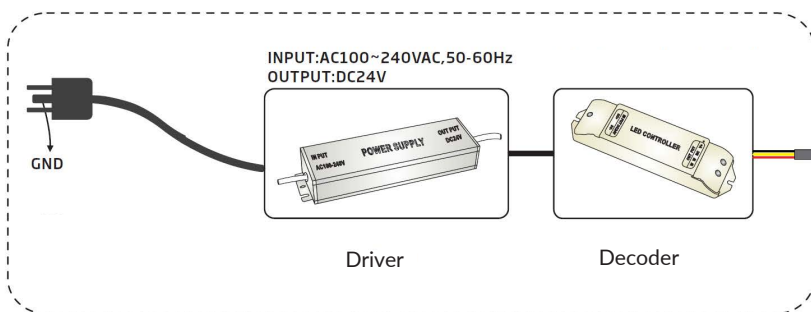 INPUT:AC100~240VAC,50-60Hz
OUTPUT:DC24V
GND
IN PUT
AC100-240V
POWER SUPPLY
OUT PUT
DC24V
LED CONTROLLER
Driver
Decoder